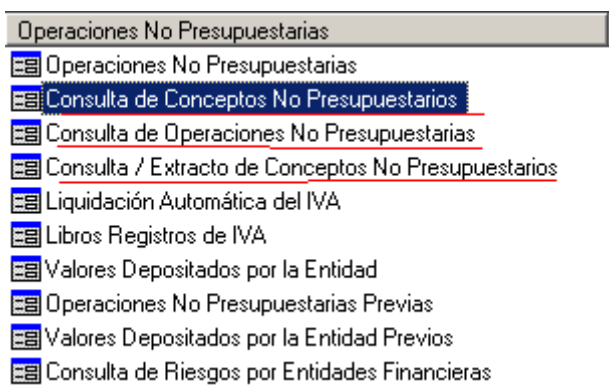 Operaciones No Presupuestarias
Operaciones No Presupuestarias
Consulta de Conceptos No Presupuestarios
Consulta de Operaciones No Presupuestarias
Consulta / Extracto de Conceptos No Presupuestarios
Liquidación Automática del IVA
Libros Registros de IVA
Valores Depositados por la Entidad
Operaciones No Presupuestarias Previas
Valores Depositados por la Entidad Previos
Consulta de Riesgos por Entidades Financieras